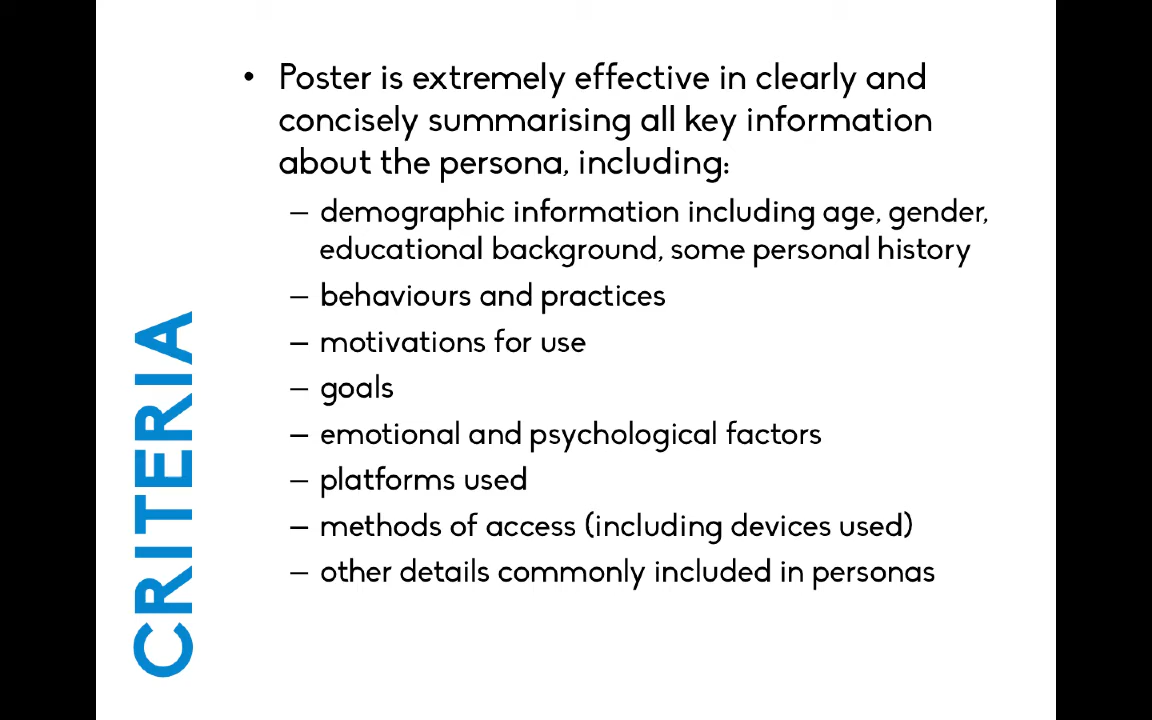 CRITERIA
• Poster is extremely effective in clearly and
concisely summarising all key information
about the persona, including:
– demographic information including age, gender,
educational background, some personal history
– behaviours and practices
– motivations for use
– goals
– emotional and psychological factors
– platforms used
– methods of access (including devices used)
– other details commonly included in personas